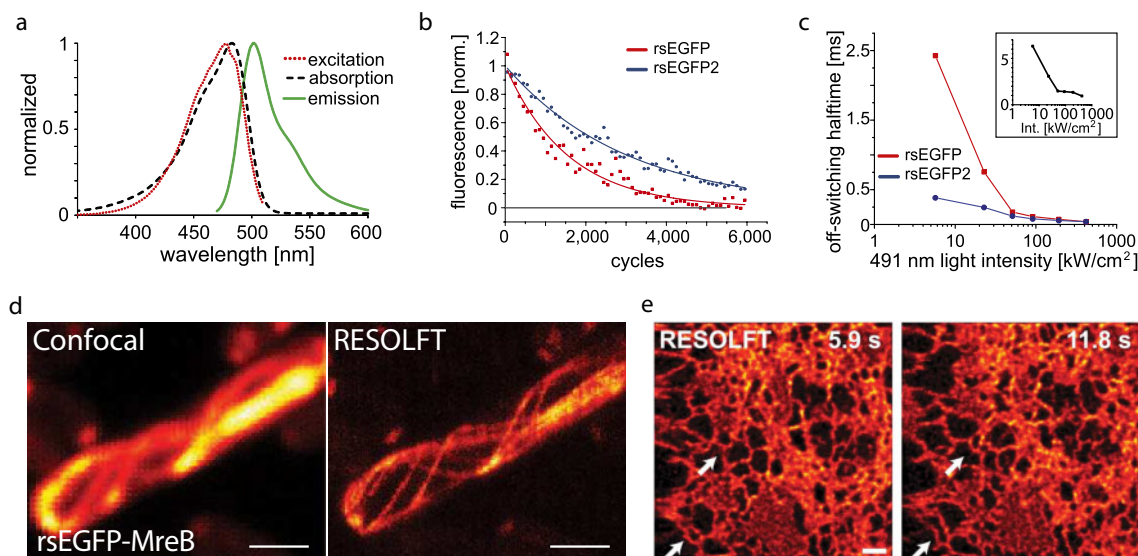 a
normalized
1
0.5
0
excitation
absorption
emission
400
450
500
550
600
wavelength [nm]
b
fluorescence [norm.]
1.2
1
0.8
0.6
0.4
0.2
0
rsEGFP
rsEGFP2
0
2,000
4,000
6,000
cycles
c
off-switching halftime [ms]
2.5
1.25
0.5
0
rsEGFP
rsEGFP2
5
0
1
10
100
1000
Int. [kW/cm²]
1
10
100
1000
491 nm light intensity [kW/cm²]
d
Confocal
rsEGFP-MreB
RESOLFT
e
RESOLFT
5.9 s
11.8 s